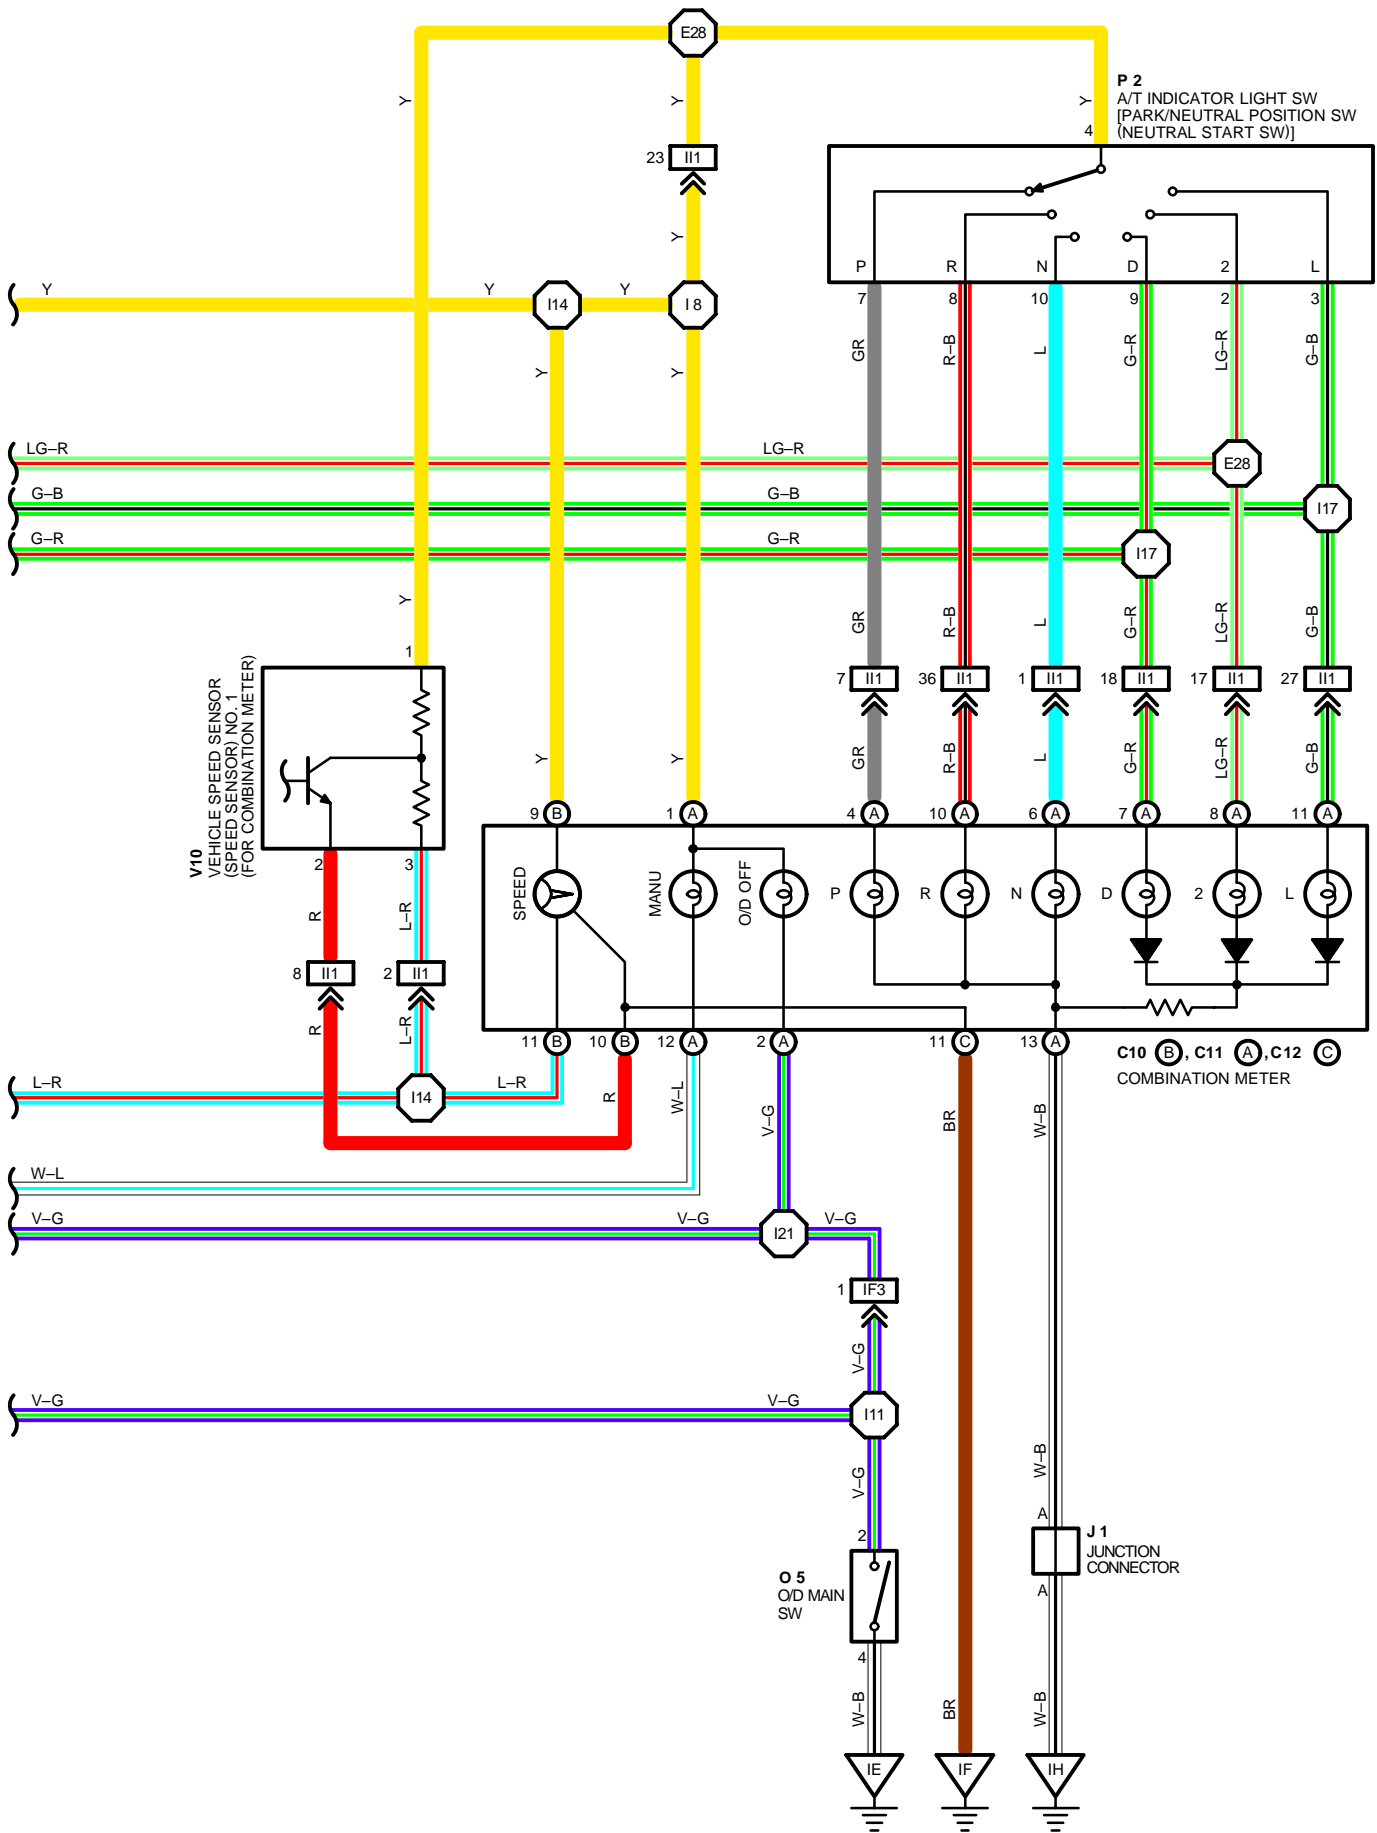 E28
P 2
A/T INDICATOR LIGHT SW
[PARK/NEUTRAL POSITION SW
(NEUTRAL START SW)]
Y
Y
Y
4
23 II1
Y
P R N D 2 L
7 8 10 9 2 3
Y
Y
I14
Y
I 8
Y
Y
GR
R–B
L
G–R
LG–R
G–B
LG–R
LG–R
E28
G–B
G–B
I17
G–R
G–R
I17
Y
GR
R–B
L
G–R
LG–R
G–B
1
7 II1
36 II1
1 II1
18 II1
17 II1
27 II1
V10
VEHICLE SPEED SENSOR
(SPEED SENSOR) NO. 1
(FOR COMBINATION METER)
Y
Y
GR
R–B
L
G–R
LG–R
G–B
9 B
1 A
4 A
10 A
6 A
7 A
8 A
11 A
2
3
SPEED
MANU
O/D OFF
P
R
N
D
2
L
R
L–R
8 II1
2 II1
R
L–R
11 B
10 B
12 A
2 A
11 C
13 A
C10 B , C11 A , C12 C
COMBINATION METER
L–R
I14
L–R
R
W–L
V–G
BR
W–B
W–L
V–G
V–G
I21
V–G
1 IF3
V–G
V–G
V–G
I11
V–G
W–B
A
2
J 1
JUNCTION
CONNECTOR
O 5
O/D MAIN
SW
A
4
W–B
BR
W–B
IE
IF
IH